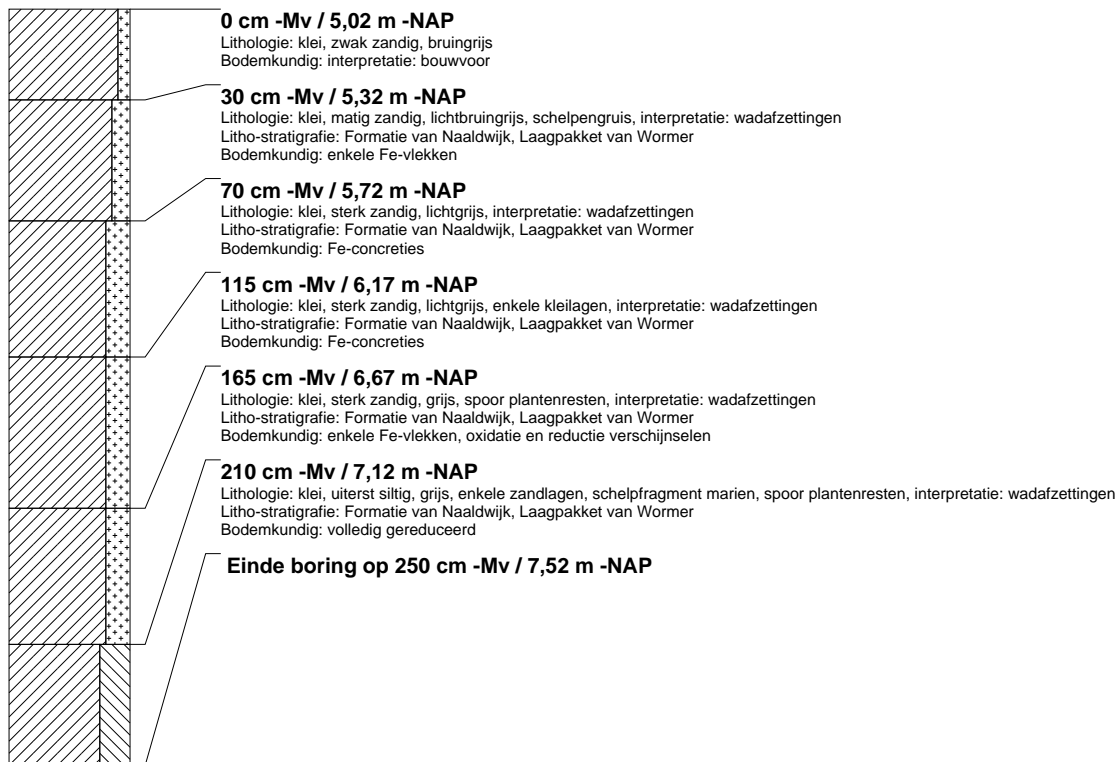 0 cm -Mv / 5,02 m -NAP
Lithologie: klei, zwak zandig, bruingrijs
Bodemkundig: interpretatie: bouwvoor
30 cm -Mv / 5,32 m -NAP
Lithologie: klei, matig zandig, lichtbruingrijs, schelpengruis, interpretatie: wadafzettingen
Litho-stratigrafie: Formatie van Naaldwijk, Laagpakket van Wormer
Bodemkundig: enkele Fe-vlekken
70 cm -Mv / 5,72 m -NAP
Lithologie: klei, sterk zandig, lichtgrijs, interpretatie: wadafzettingen
Litho-stratigrafie: Formatie van Naaldwijk, Laagpakket van Wormer
Bodemkundig: Fe-concreties
115 cm -Mv / 6,17 m -NAP
Lithologie: klei, sterk zandig, lichtgrijs, enkele kleilagen, interpretatie: wadafzettingen
Litho-stratigrafie: Formatie van Naaldwijk, Laagpakket van Wormer
Bodemkundig: Fe-concreties
165 cm -Mv / 6,67 m -NAP
Lithologie: klei, sterk zandig, grijs, spoor plantenresten, interpretatie: wadafzettingen
Litho-stratigrafie: Formatie van Naaldwijk, Laagpakket van Wormer
Bodemkundig: enkele Fe-vlekken, oxidatie en reductie verschijnselen
210 cm -Mv / 7,12 m -NAP
Lithologie: klei, uiterst siltig, grijs, enkele zandlagen, schelpfragment marien, spoor plantenresten, interpretatie: wadafzettingen
Litho-stratigrafie: Formatie van Naaldwijk, Laagpakket van Wormer
Bodemkundig: volledig gereduceerd
Einde boring op 250 cm -Mv / 7,52 m -NAP